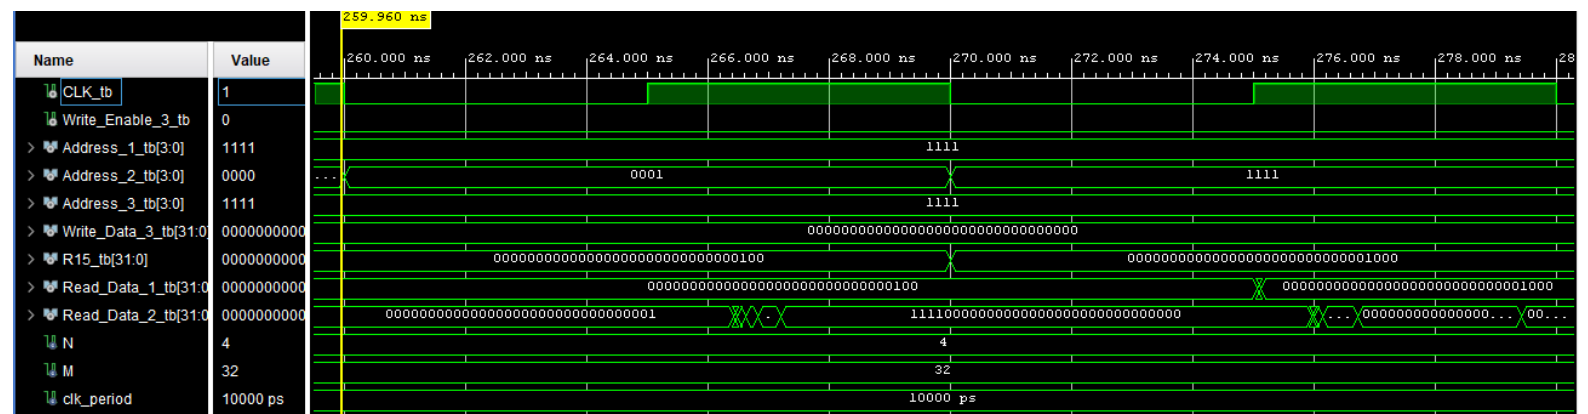 259.960 ns
Name Value 260.000 ns 262.000 ns 264.000 ns 266.000 ns 268.000 ns 270.000 ns 272.000 ns 274.000 ns 276.000 ns 278.000 ns 28
CLK_tb 1
Write_Enable_3_tb 0
> Address_1_tb[3:0] 1111 1111
> Address_2_tb[3:0] 0000 ... 0001 1111
> Address_3_tb[3:0] 1111 1111
> Write_Data_3_tb[31:0] 0000000000 00000000000000000000000000000000
> R15_tb[31:0] 0000000000 00000000000000000000000000000100 00000000000000000000000000001000
> Read_Data_1_tb[31:0 0000000000 00000000000000000000000000000100 00000000000000000000000000001000
> Read_Data_2_tb[31:0 0000000000 00000000000000000000000000000001 . 11110000000000000000000000000000 ... 000000000000000... 00...
N 4 4
M 32 32
clk_period 10000 ps 10000 ps